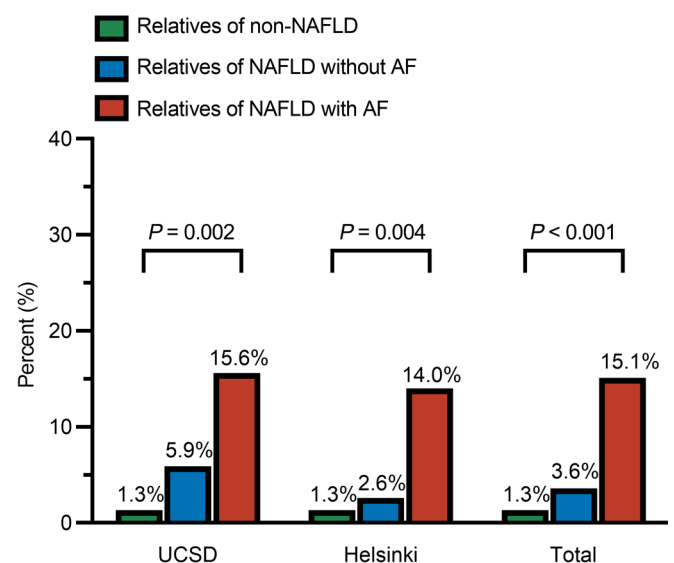 Relatives of non-NAFLD
Relatives of NAFLD without AF
Relatives of NAFLD with AF
40
30
20
10
0
Percent (%)
P = 0.002
P = 0.004
P < 0.001
1.3%
5.9%
15.6%
1.3%
2.6%
14.0%
1.3%
3.6%
15.1%
UCSD
Helsinki
Total